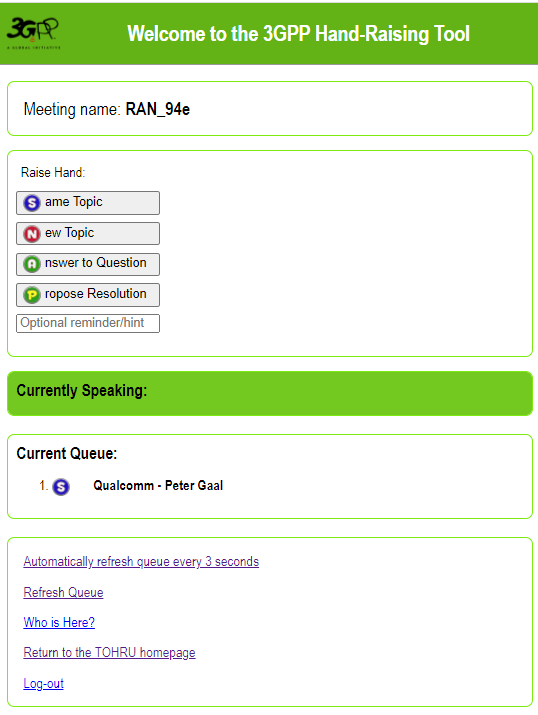 3GPP
A GLOBAL INITIATIVE
Welcome to the 3GPP Hand-Raising Tool
Meeting name: RAN_94e
Raise Hand:
S ame Topic
N ew Topic
A nswer to Question
P ropose Resolution
Optional reminder/hint
Currently Speaking:
Current Queue:
1. S Qualcomm - Peter Gaal
Automatically refresh queue every 3 seconds
Refresh Queue
Who is Here?
Return to the TOHRU homepage
Log-out